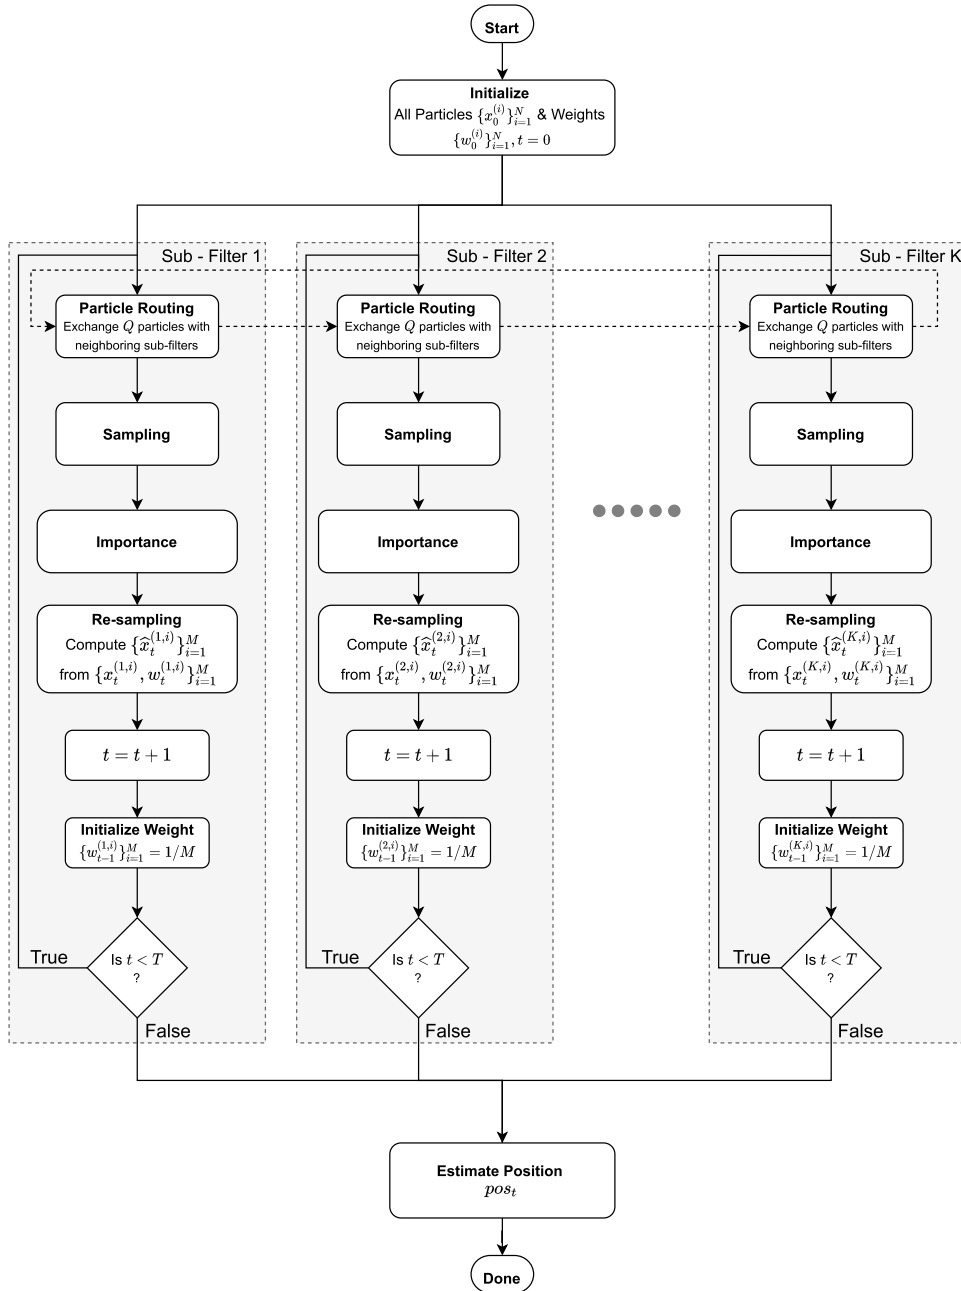 Start
Initialize
All Particles $\{x_0^{(i)}\}_{i=1}^N$ & Weights
$\{w_0^{(i)}\}_{i=1}^N, t = 0$
Sub - Filter 1
Particle Routing
Exchange $Q$ particles with
neighboring sub-filters
Sampling
Importance
Re-sampling
Compute $\{\widehat{x}_t^{(1,i)}\}_{i=1}^M$
from $\{x_t^{(1,i)}, w_t^{(1,i)}\}_{i=1}^M$
$t = t + 1$
Initialize Weight
$\{w_{t-1}^{(1,i)}\}_{i=1}^M = 1/M$
Is $t < T$
?
True
False
Sub - Filter 2
Particle Routing
Exchange $Q$ particles with
neighboring sub-filters
Sampling
Importance
Re-sampling
Compute $\{\widehat{x}_t^{(2,i)}\}_{i=1}^M$
from $\{x_t^{(2,i)}, w_t^{(2,i)}\}_{i=1}^M$
$t = t + 1$
Initialize Weight
$\{w_{t-1}^{(2,i)}\}_{i=1}^M = 1/M$
Is $t < T$
?
True
False
Sub - Filter K
Particle Routing
Exchange $Q$ particles with
neighboring sub-filters
Sampling
Importance
Re-sampling
Compute $\{\widehat{x}_t^{(K,i)}\}_{i=1}^M$
from $\{x_t^{(K,i)}, w_t^{(K,i)}\}_{i=1}^M$
$t = t + 1$
Initialize Weight
$\{w_{t-1}^{(K,i)}\}_{i=1}^M = 1/M$
Is $t < T$
?
True
False
Estimate Position
$pos_t$
Done